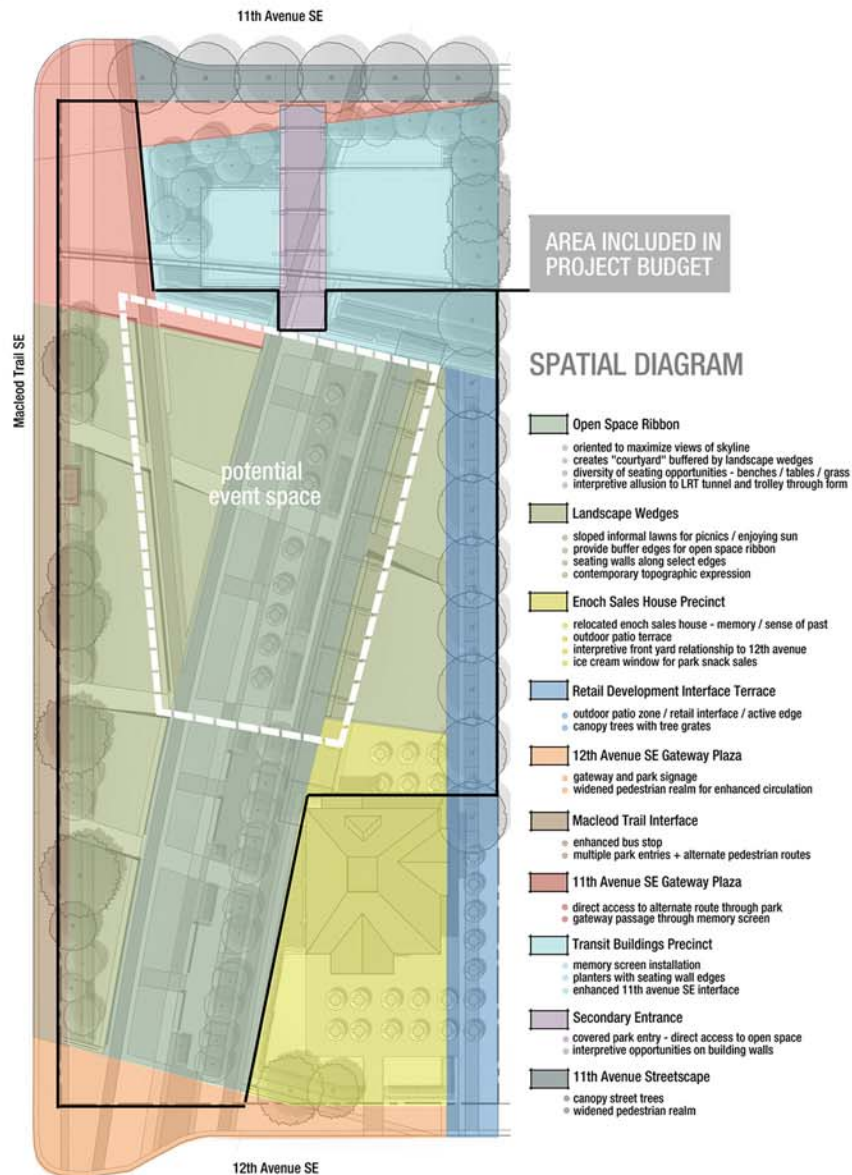 11th Avenue SE
AREA INCLUDED IN
PROJECT BUDGET
Macleod Trail SE
SPATIAL DIAGRAM
potential
event space
Open Space Ribbon
oriented to maximize views of skyline
creates "courtyard" buffered by landscape wedges
diversity of seating opportunities - benches / tables / grass
interpretive allusion to LRT tunnel and trolley through form
Landscape Wedges
sloped informal lawns for picnics / enjoying sun
provide buffer edges for open space ribbon
seating walls along select edges
contemporary topographic expression
Enoch Sales House Precinct
relocated enoch sales house - memory / sense of past
outdoor patio terrace
interpretive front yard relationship to 12th avenue
ice cream window for park snack sales
Retail Development Interface Terrace
outdoor patio zone / retail interface / active edge
canopy trees with tree grates
12th Avenue SE Gateway Plaza
gateway and park signage
widened pedestrian realm for enhanced circulation
Macleod Trail Interface
enhanced bus stop
multiple park entries + alternate pedestrian routes
11th Avenue SE Gateway Plaza
direct access to alternate route through park
gateway passage through memory screen
Transit Buildings Precinct
memory screen installation
planters with seating wall edges
enhanced 11th avenue SE interface
Secondary Entrance
covered park entry - direct access to open space
interpretive opportunities on building walls
11th Avenue Streetscape
canopy street trees
widened pedestrian realm
12th Avenue SE